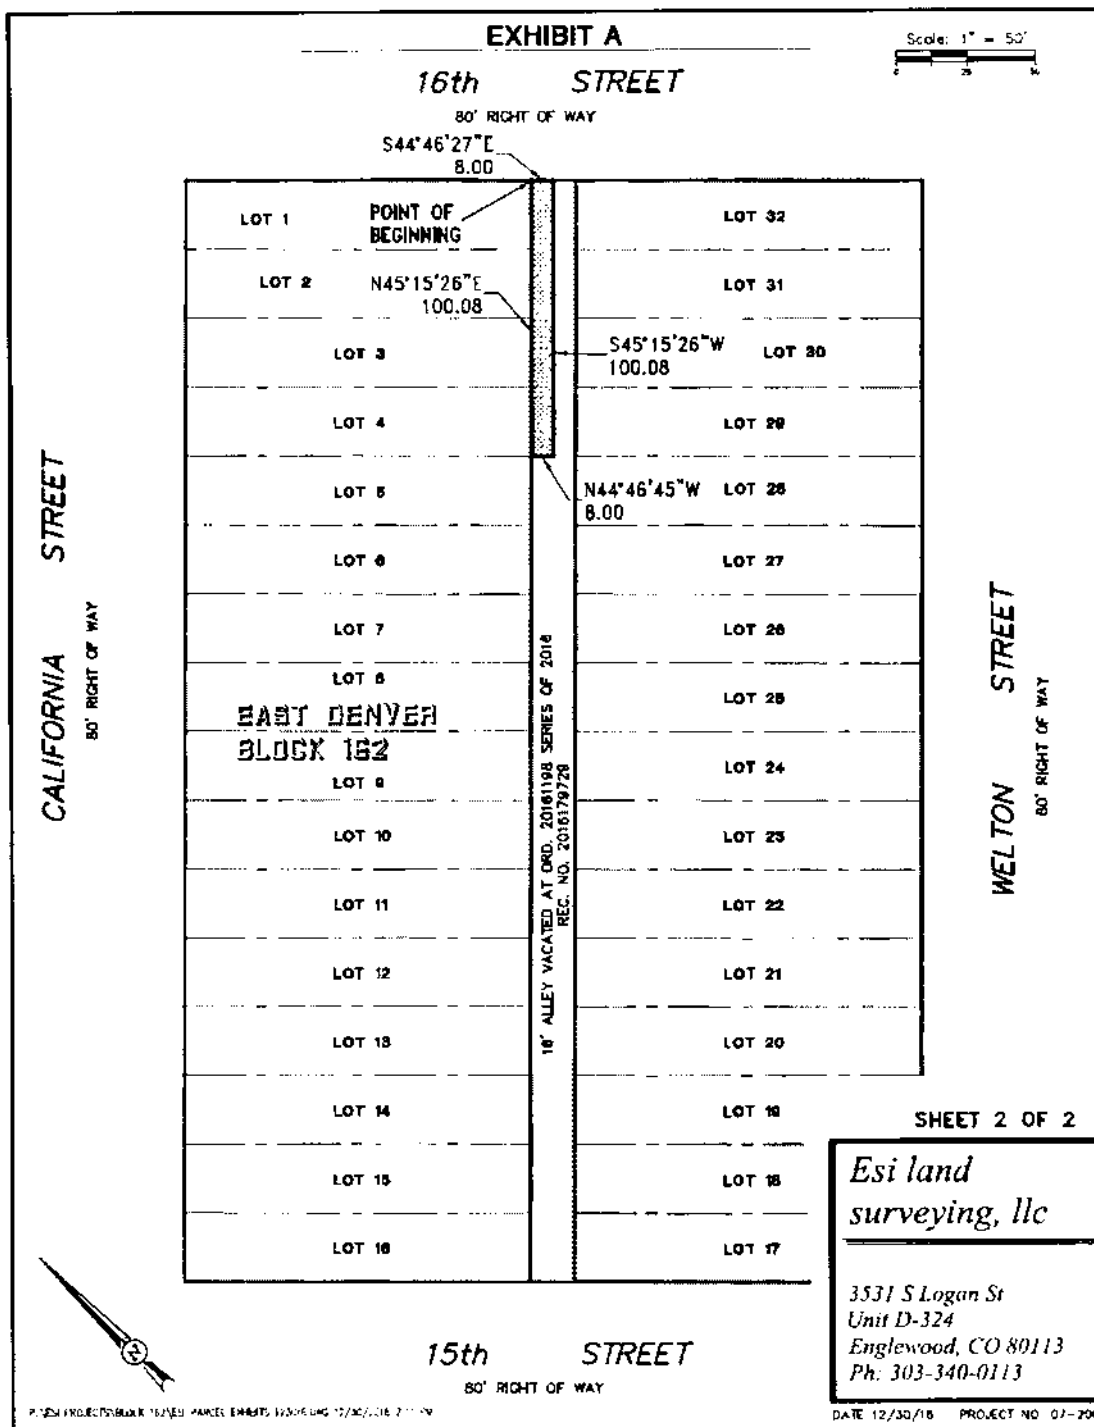 EXHIBIT A
Scale: 1" = 50'
0 25 50
16th STREET
80' RIGHT OF WAY
S44°46'27"E
8.00
POINT OF
BEGINNING
LOT 1
LOT 32
LOT 2
N45°15'26"E
100.08
LOT 31
LOT 3
S45°15'26"W
100.08
LOT 30
LOT 4
LOT 29
LOT 5
N44°46'45"W
8.00
LOT 28
LOT 6
LOT 27
LOT 7
LOT 26
LOT 8
LOT 25
EAST DENVER
BLOCK 162
LOT 9
LOT 24
LOT 10
LOT 23
LOT 11
LOT 22
LOT 12
LOT 21
LOT 13
LOT 20
LOT 14
LOT 19
LOT 15
LOT 18
LOT 16
LOT 17
CALIFORNIA STREET
80' RIGHT OF WAY
16' ALLEY VACATED AT ORD. 20161198 SERIES OF 2016
REC. NO. 2016179729
WELTON STREET
80' RIGHT OF WAY
N
15th STREET
80' RIGHT OF WAY
SHEET 2 OF 2
Esi land
surveying, llc
3531 S Logan St
Unit D-324
Englewood, CO 80113
Ph: 303-340-0113
DATE 12/30/16 PROJECT NO 07-200